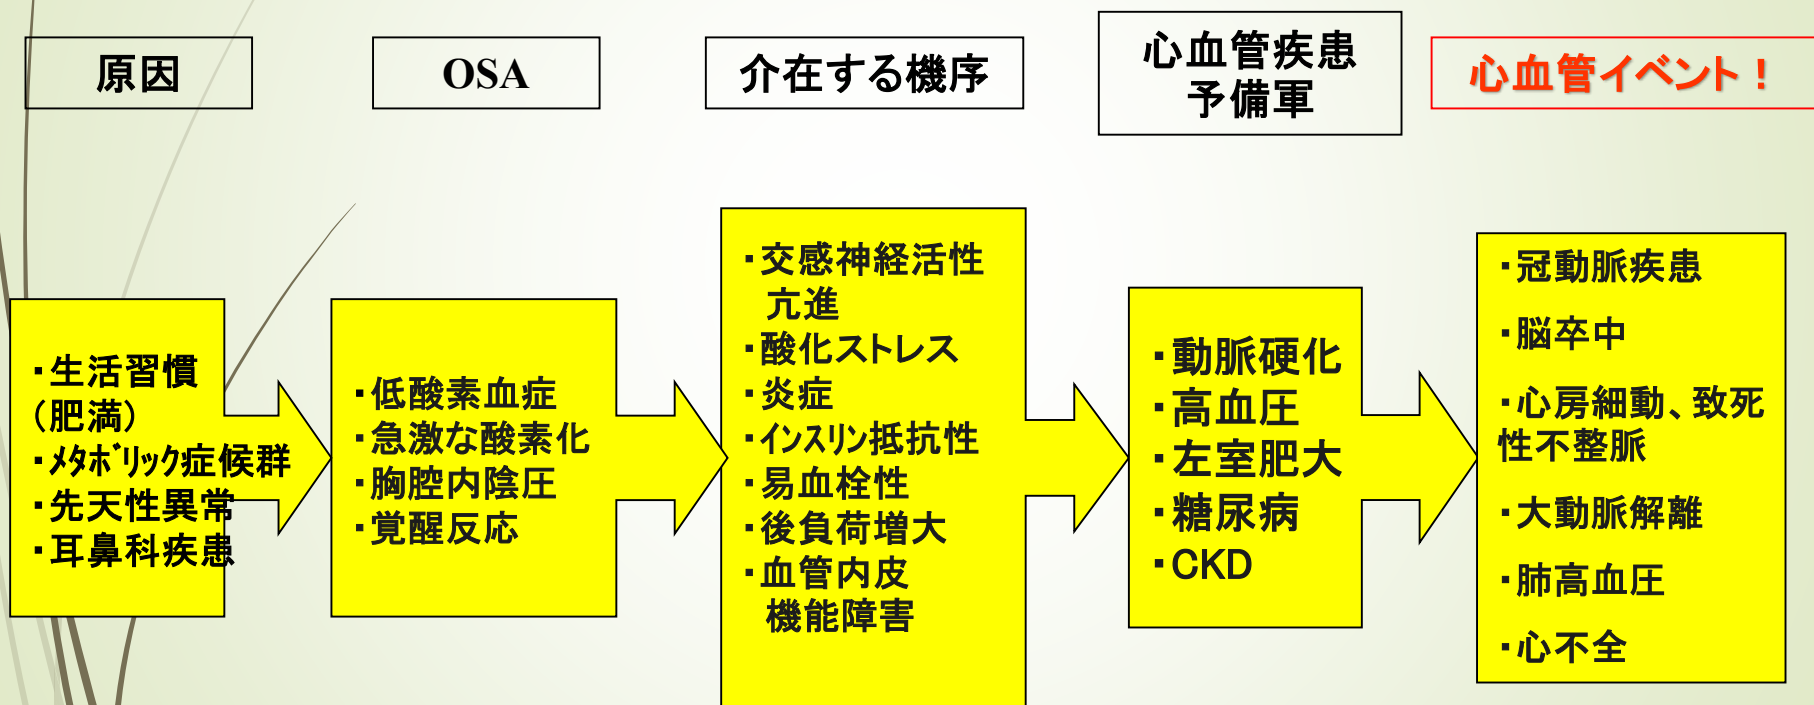 原因
OSA
介在する機序
心血管疾患
予備軍
心血管イベント！
・生活習慣
（肥満）
・ﾒﾀﾎﾞﾘｯｸ症候群
・先天性異常
・耳鼻科疾患
・低酸素血症
・急激な酸素化
・胸腔内陰圧
・覚醒反応
・交感神経活性
亢進
・酸化ストレス
・炎症
・ｲﾝｽﾘﾝ抵抗性
・易血栓性
・後負荷増大
・血管内皮
機能障害
・動脈硬化
・高血圧
・左室肥大
・糖尿病
・CKD
・冠動脈疾患
・脳卒中
・心房細動、致死
性不整脈
・大動脈解離
・肺高血圧
・心不全